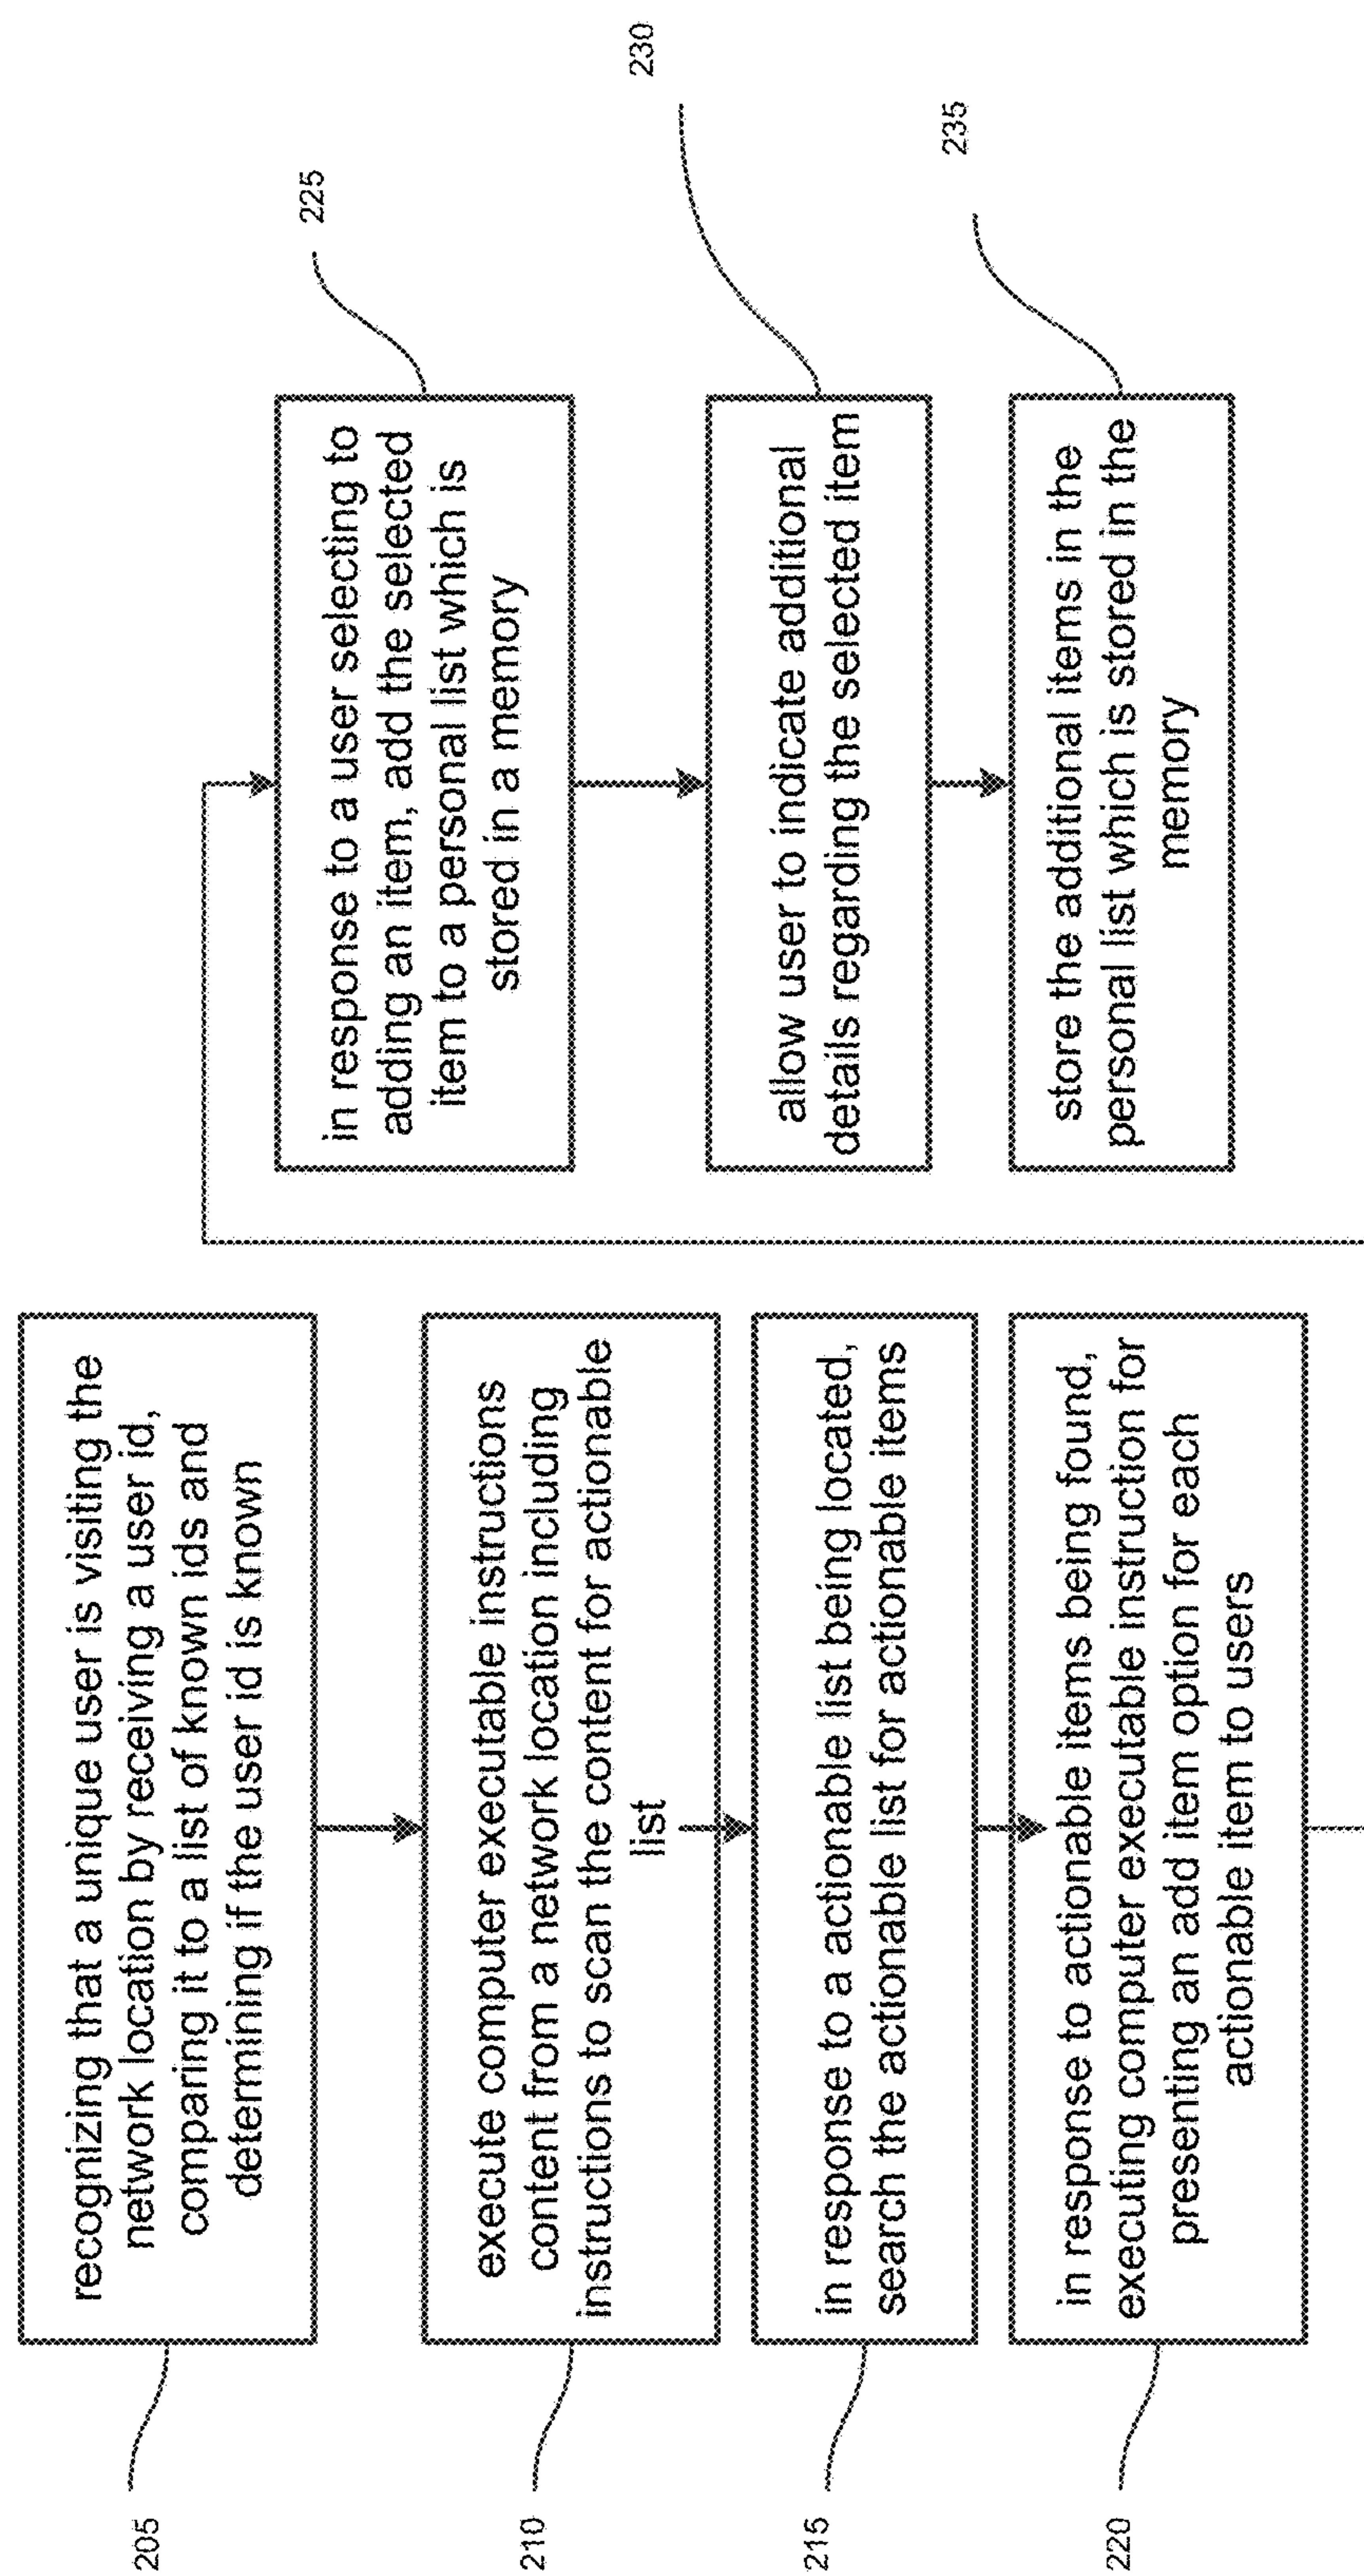 205
recognizing that a unique user is visiting the
network location by receiving a user id,
comparing it to a list of known ids and
determining if the user id is known
210
execute computer executable instructions
content from a network location including
instructions to scan the content for actionable
list
215
in response to a actionable list being located,
search the actionable list for actionable items
220
in response to actionable items being found,
executing computer executable instruction for
presenting an add item option for each
actionable item to users
225
in response to a user selecting to
adding an item, add the selected
item to a personal list which is
stored in a memory
230
allow user to indicate additional
details regarding the selected item
235
store the additional items in the
personal list which is stored in the
memory